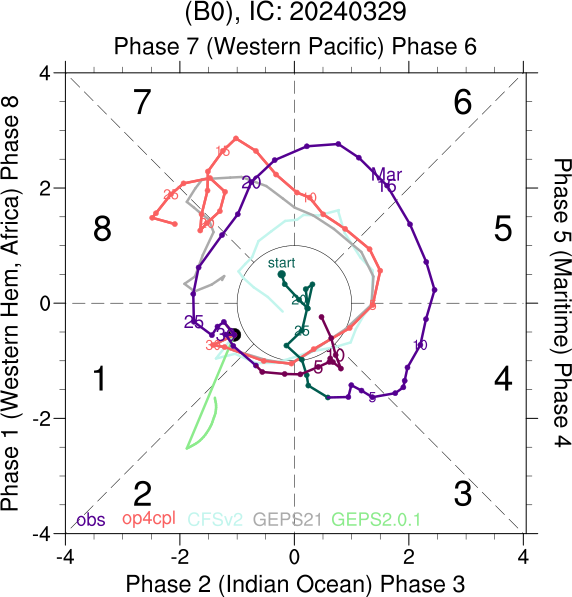 (B0), IC: 20240329
Phase 7 (Western Pacific) Phase 6
4
7
6
15
Mar
15
20
25
10
8
5
Phase 1 (Western Hem, Africa) Phase 8
Phase 5 (Maritime) Phase 4
2
start
20
0
25
25
30
10
10
5
1
4
5
-2
2
3
obs
op4cpl
CFSv2
GEPS21
GEPS2.0.1
-4
-4
-2
0
2
4
Phase 2 (Indian Ocean) Phase 3